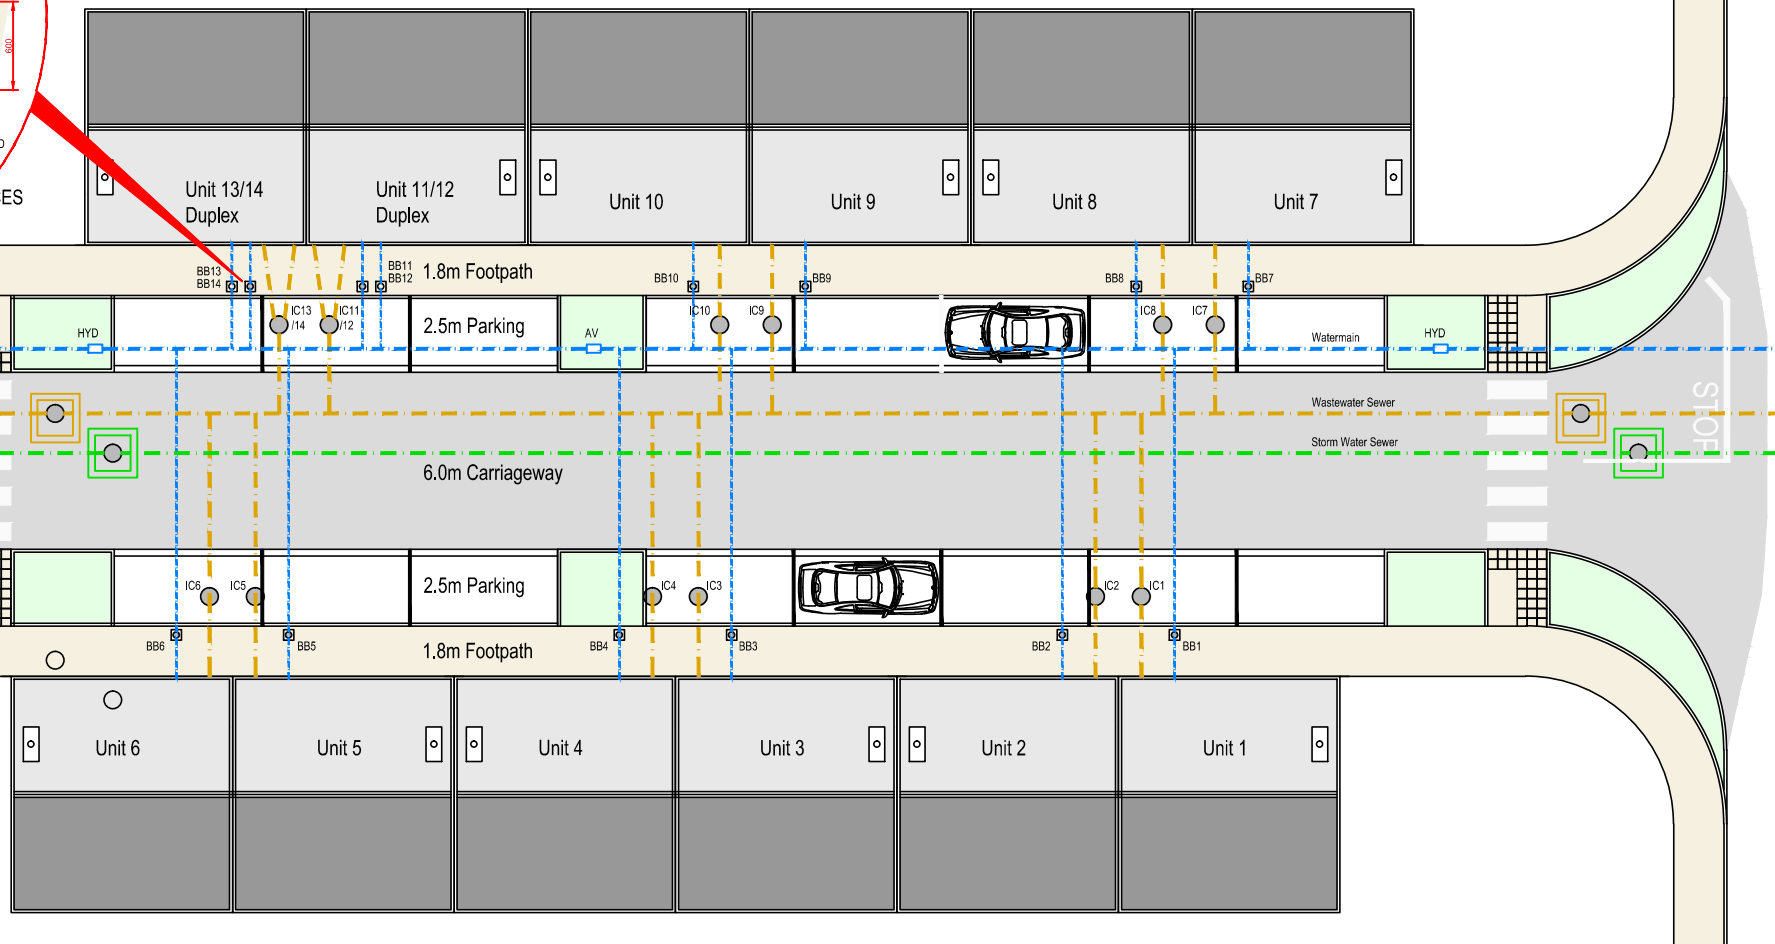 600
CES
Unit 13/14
Duplex
Unit 11/12
Duplex
Unit 10
Unit 9
Unit 8
Unit 7
BB13
BB14
BB11
BB12
1.8m Footpath
BB10
BB9
BB8
BB7
HYD
IC13
/14
IC11
/12
2.5m Parking
AV
IC10
IC9
IC8
IC7
Watermain
HYD
Wastewater Sewer
STOP
Storm Water Sewer
6.0m Carriageway
IC6
IC5
2.5m Parking
IC4
IC3
IC2
IC1
BB6
BB5
1.8m Footpath
BB4
BB3
BB2
BB1
Unit 6
Unit 5
Unit 4
Unit 3
Unit 2
Unit 1